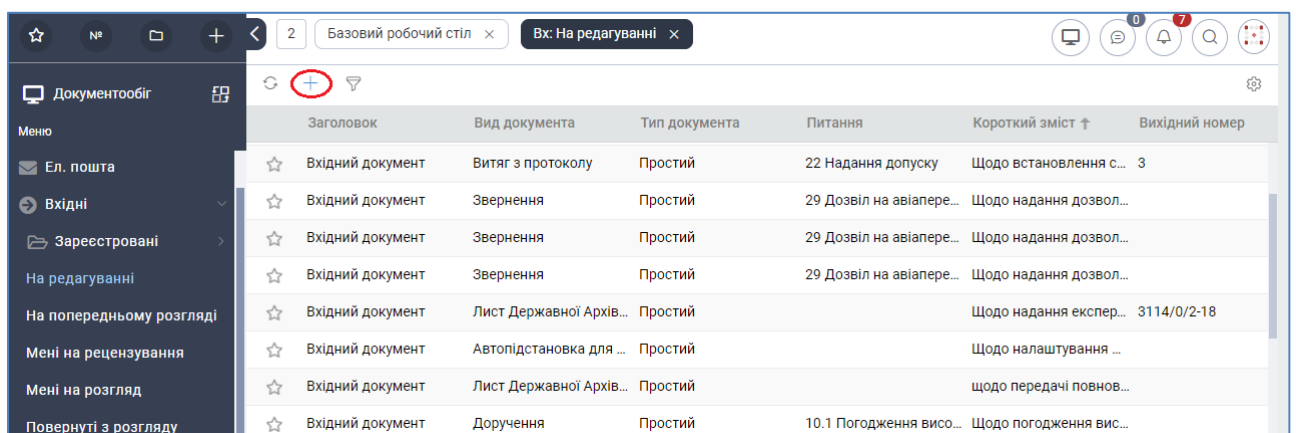 № 2 Базовий робочий стіл × Вх: На редагуванні × 0 7
Документообіг
Меню
Ел. пошта
Вхідні
Зареєстровані
На редагуванні
На попередньому розгляді
Мені на рецензування
Мені на розгляд
Повернуті з розгляду
Заголовок Вид документа Тип документа Питання Короткий зміст ↑ Вихідний номер
Вхідний документ Витяг з протоколу Простий 22 Надання допуску Щодо встановлення с... 3
Вхідний документ Звернення Простий 29 Дозвіл на авіапере... Щодо надання дозвол...
Вхідний документ Звернення Простий 29 Дозвіл на авіапере... Щодо надання дозвол...
Вхідний документ Звернення Простий 29 Дозвіл на авіапере... Щодо надання дозвол...
Вхідний документ Лист Державної Архів... Простий Щодо надання експер... 3114/0/2-18
Вхідний документ Автопідстановка для ... Простий Щодо налаштування ...
Вхідний документ Лист Державної Архів... Простий щодо передачі повнов...
Вхідний документ Доручення Простий 10.1 Погодження висо... Щодо погодження вис...